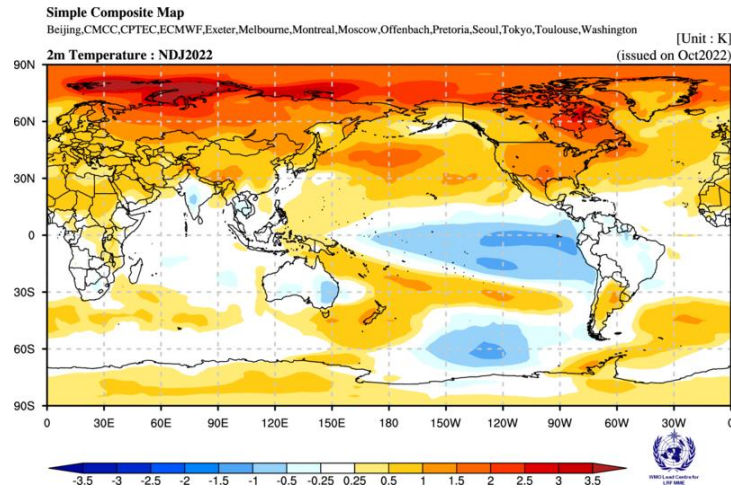 Simple Composite Map
Beijing,CMCC,CPTEC,ECMWF,Exeter,Melbourne,Montreal,Moscow,Offenbach,Pretoria,Seoul,Tokyo,Toulouse,Washington
[Unit : K]
2m Temperature : NDJ2022
(issued on Oct2022)
90N
60N
30N
0
30S
60S
90S
0 30E 60E 90E 120E 150E 180 150W 120W 90W 60W 30W 0
-3.5 -3 -2.5 -2 -1.5 -1 -0.5 -0.25 0.25 0.5 1 1.5 2 2.5 3 3.5
WMO Lead Centre for
LRF MME